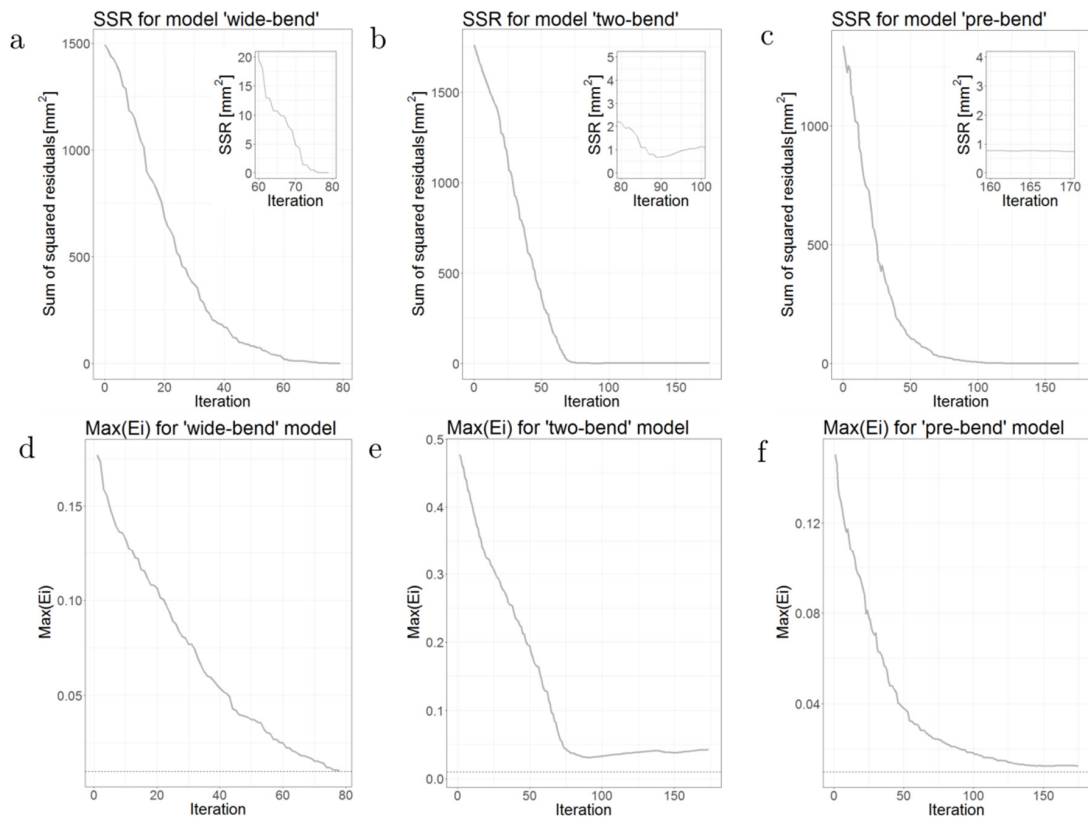 a
SSR for model 'wide-bend'
Sum of squared residuals[mm²]
1500
1000
500
0
0 20 40 60 80
Iteration
SSR [mm²]
20
15
10
5
0
60 70 80
Iteration
b
SSR for model 'two-bend'
Sum of squared residuals[mm²]
1500
1000
500
0
0 50 100 150
Iteration
SSR [mm²]
5
4
3
2
1
0
80 90 100
Iteration
c
SSR for model 'pre-bend'
Sum of squared residuals[mm²]
1000
500
0
0 50 100 150
Iteration
SSR [mm²]
4
3
2
1
0
160 165 170
Iteration
d
Max(Ei) for 'wide-bend' model
Max(Ei)
0.15
0.10
0.05
0 20 40 60 80
Iteration
e
Max(Ei) for 'two-bend' model
Max(Ei)
0.5
0.4
0.3
0.2
0.1
0.0
0 50 100 150
Iteration
f
Max(Ei) for 'pre-bend' model
Max(Ei)
0.12
0.08
0.04
0 50 100 150
Iteration